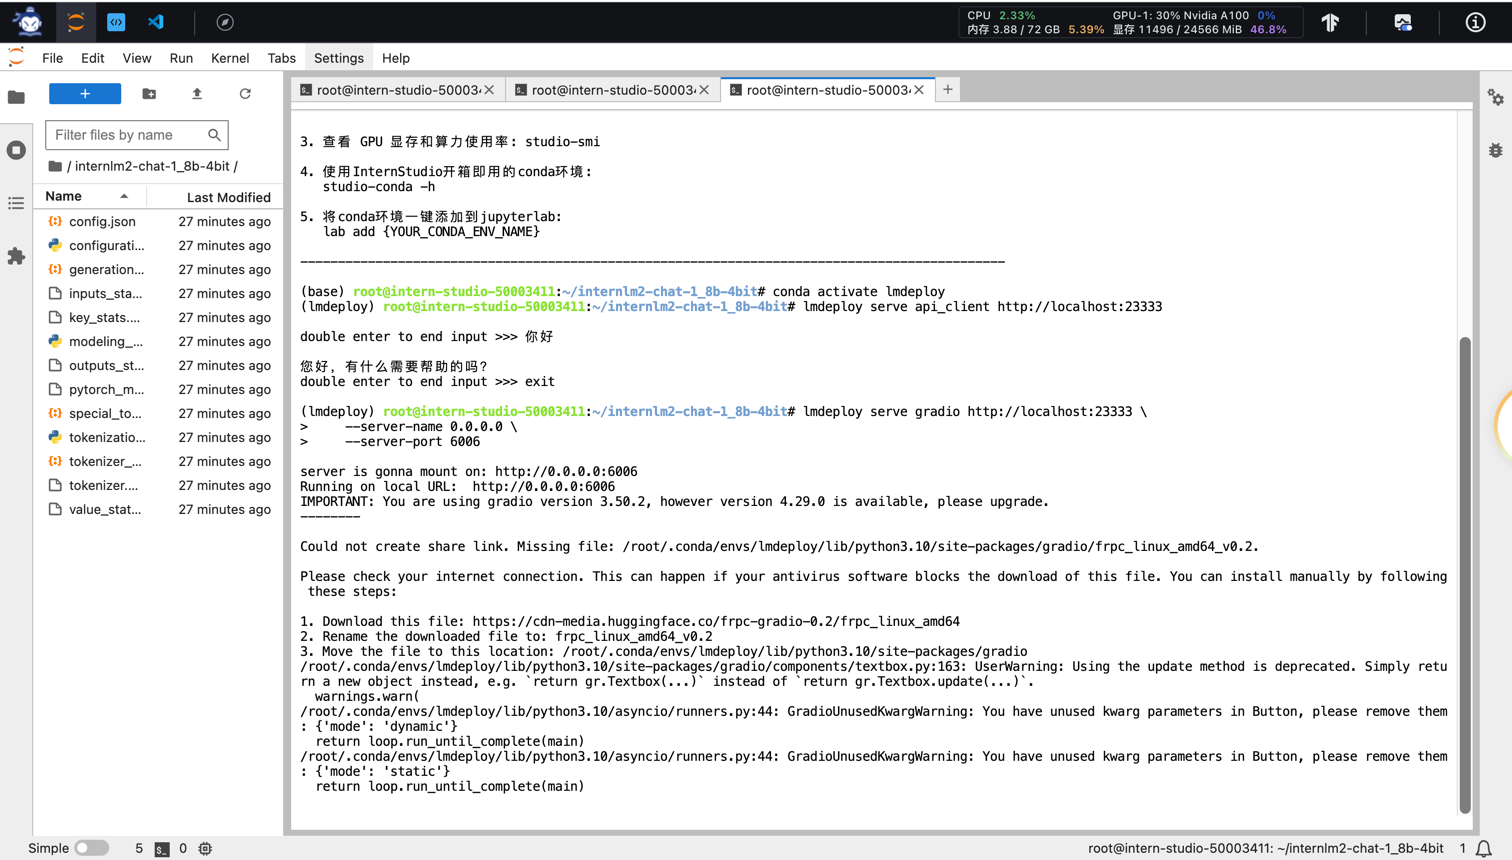 CPU 2.33% GPU-1: 30% Nvidia A100 0%
内存 3.88 / 72 GB 5.39% 显存 11496 / 24566 MiB 46.8%
File Edit View Run Kernel Tabs Settings Help
root@intern-studio-50003
root@intern-studio-50003
root@intern-studio-50003
Filter files by name
/ internlm2-chat-1_8b-4bit /
Name Last Modified
config.json 27 minutes ago
configurati... 27 minutes ago
generation... 27 minutes ago
inputs_sta... 27 minutes ago
key_stats.... 27 minutes ago
modeling_... 27 minutes ago
outputs_st... 27 minutes ago
pytorch_m... 27 minutes ago
special_to... 27 minutes ago
tokenizatio... 27 minutes ago
tokenizer_... 27 minutes ago
tokenizer.... 27 minutes ago
value_stat... 27 minutes ago
3. 查看 GPU 显存和算力使用率: studio-smi
4. 使用InternStudio开箱即用的conda环境:
studio-conda -h
5. 将conda环境一键添加到jupyterlab:
lab add {YOUR_CONDA_ENV_NAME}
----------------------------------------------------------------------------------------------
(base) root@intern-studio-50003411:~/internlm2-chat-1_8b-4bit# conda activate lmdeploy
(lmdeploy) root@intern-studio-50003411:~/internlm2-chat-1_8b-4bit# lmdeploy serve api_client http://localhost:23333
double enter to end input >>> 你好
您好，有什么需要帮助的吗？
double enter to end input >>> exit
(lmdeploy) root@intern-studio-50003411:~/internlm2-chat-1_8b-4bit# lmdeploy serve gradio http://localhost:23333 \
> --server-name 0.0.0.0 \
> --server-port 6006
server is gonna mount on: http://0.0.0.0:6006
Running on local URL: http://0.0.0.0:6006
IMPORTANT: You are using gradio version 3.50.2, however version 4.29.0 is available, please upgrade.
--------
Could not create share link. Missing file: /root/.conda/envs/lmdeploy/lib/python3.10/site-packages/gradio/frpc_linux_amd64_v0.2.
Please check your internet connection. This can happen if your antivirus software blocks the download of this file. You can install manually by following
these steps:
1. Download this file: https://cdn-media.huggingface.co/frpc-gradio-0.2/frpc_linux_amd64
2. Rename the downloaded file to: frpc_linux_amd64_v0.2
3. Move the file to this location: /root/.conda/envs/lmdeploy/lib/python3.10/site-packages/gradio
/root/.conda/envs/lmdeploy/lib/python3.10/site-packages/gradio/components/textbox.py:163: UserWarning: Using the update method is deprecated. Simply retu
rn a new object instead, e.g. `return gr.Textbox(...)` instead of `return gr.Textbox.update(...)`.
warnings.warn(
/root/.conda/envs/lmdeploy/lib/python3.10/asyncio/runners.py:44: GradioUnusedKwargWarning: You have unused kwarg parameters in Button, please remove them
: {'mode': 'dynamic'}
return loop.run_until_complete(main)
/root/.conda/envs/lmdeploy/lib/python3.10/asyncio/runners.py:44: GradioUnusedKwargWarning: You have unused kwarg parameters in Button, please remove them
: {'mode': 'static'}
return loop.run_until_complete(main)
Simple 5 0 root@intern-studio-50003411: ~/internlm2-chat-1_8b-4bit 1